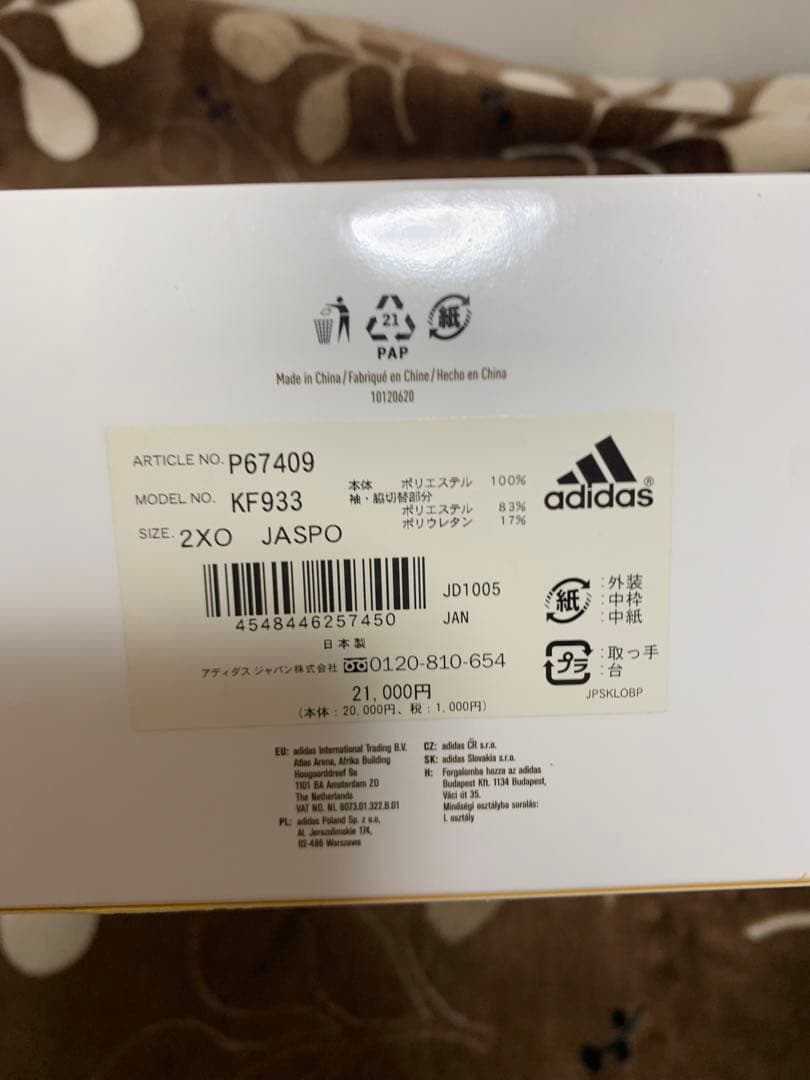 21
PAP
紙
Made in China/Fabriqué en Chine/Hecho en China
10120620
ARTICLE NO. P67409
MODEL NO. KF933
SIZE. 2XO JASPO
本体 ポリエステル 100%
袖・脇切替部分
ポリエステル 83%
ポリウレタン 17%
adidas®
4548446257450
JD1005
JAN
日本製
アディダス ジャパン株式会社 0120-810-654
21,000円
(本体:20,000円、税:1,000円)
紙
:外装
:中枠
:中紙
プラ
:取っ手
:台
JPSKLOBP
EU: adidas International Trading B.V.
Atlas Arena, Afrika Building
Hoogoorddreef 9a
1101 BA Amsterdam ZO
The Netherlands
VAT NO. NL 8073.01.322.B.01
PL: adidas Poland Sp. z o.o,
Al. Jerozolimskie 174,
02-486 Warszawa
CZ: adidas ČR s.r.o.
SK: adidas Slovakia s.r.o.
H: Forgalomba hozza az adidas
Budapest Kft. 1134 Budapest,
Váci út 35.
Minőségi osztályba sorolás:
I. osztály